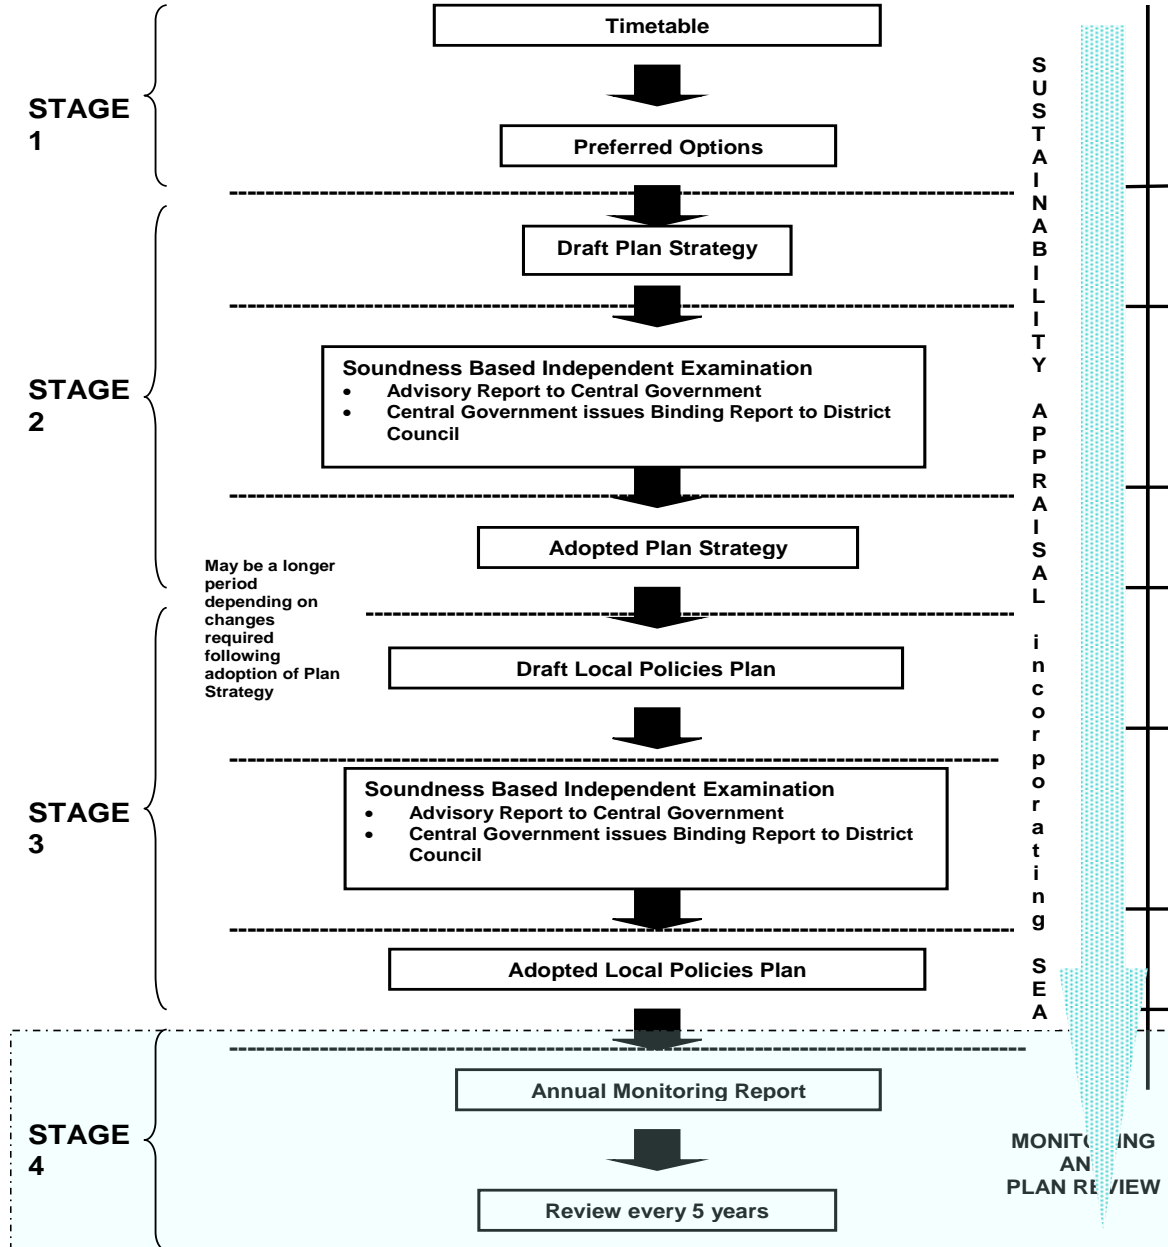 Timetable
STAGE
1
Preferred Options
Draft Plan Strategy
STAGE
2
Soundness Based Independent Examination
• Advisory Report to Central Government
• Central Government issues Binding Report to District
Council
Adopted Plan Strategy
May be a longer
period
depending on
changes
required
following
adoption of Plan
Strategy
Draft Local Policies Plan
STAGE
3
Soundness Based Independent Examination
• Advisory Report to Central Government
• Central Government issues Binding Report to District
Council
Adopted Local Policies Plan
STAGE
4
Annual Monitoring Report
Review every 5 years
SUSTAINABILITY APPRAISAL incorporating SEA
MONITORING
AND
PLAN REVIEW